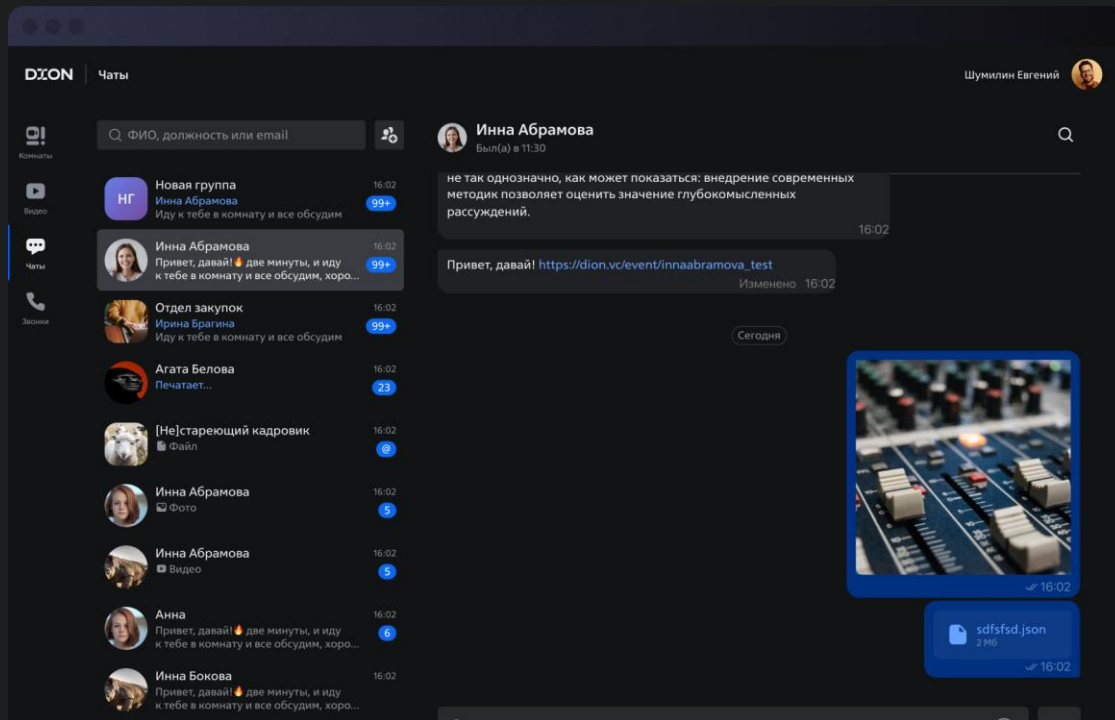 DION
Чаты
Шумилин Евгений
Комнаты
Видео
Чаты
Звонки
ФИО, должность или email
НГ
Новая группа
16:02
Инна Абрамова
99+
Иду к тебе в комнату и все обсудим
Инна Абрамова
16:02
Привет, давай!🔥 две минуты, и иду
99+
к тебе в комнату и все обсудим, хоро...
Отдел закупок
16:02
Ирина Брагина
99+
Иду к тебе в комнату и все обсудим
Агата Белова
16:02
Печатает...
23
[Не]стареющий кадровик
16:02
Файл
@
Инна Абрамова
16:02
Фото
5
Инна Абрамова
16:02
Видео
5
Анна
16:02
Привет, давай!🔥 две минуты, и иду
6
к тебе в комнату и все обсудим, хоро...
Инна Бокова
16:02
Привет, давай!🔥 две минуты, и иду
к тебе в комнату и все обсудим, хоро...
Инна Абрамова
Был(а) в 11:30
не так однозначно, как может показаться: внедрение современных
методик позволяет оценить значение глубокомысленных
рассуждений.
16:02
Привет, давай! https://dion.vc/event/innaabramova_test
Изменено 16:02
Сегодня
16:02
sdfsfsd.json
2 Мб
16:02